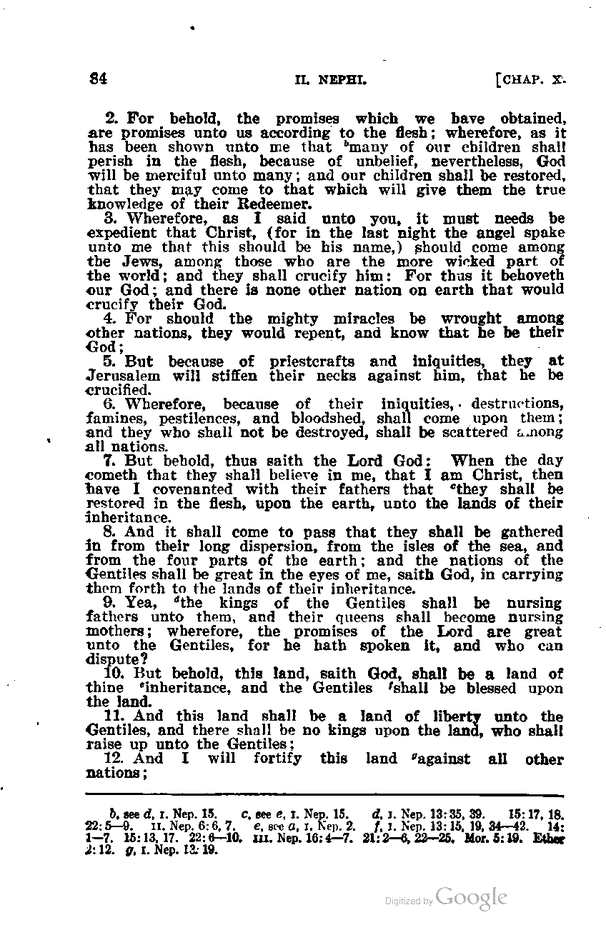 84 II. NEPHI. [CHAP. X.
2. For behold, the promises which we have obtained,
are promises unto us according to the flesh; wherefore, as it
has been shown unto me that ᵇmany of our children shall
perish in the flesh, because of unbelief, nevertheless, God
will be merciful unto many; and our children shall be restored,
that they may come to that which will give them the true
knowledge of their Redeemer.
3. Wherefore, as I said unto you, it must needs be
expedient that Christ, (for in the last night the angel spake
unto me that this should be his name,) should come among
the Jews, among those who are the more wicked part of
the world; and they shall crucify him: For thus it behoveth
our God; and there is none other nation on earth that would
crucify their God.
4. For should the mighty miracles be wrought among
other nations, they would repent, and know that he be their
God;
5. But because of priestcrafts and iniquities, they at
Jerusalem will stiffen their necks against him, that he be
crucified.
6. Wherefore, because of their iniquities, destructions,
famines, pestilences, and bloodshed, shall come upon them;
and they who shall not be destroyed, shall be scattered among
all nations.
7. But behold, thus saith the Lord God: When the day
cometh that they shall believe in me, that I am Christ, then
have I covenanted with their fathers that ᶜthey shall be
restored in the flesh, upon the earth, unto the lands of their
inheritance.
8. And it shall come to pass that they shall be gathered
in from their long dispersion, from the isles of the sea, and
from the four parts of the earth; and the nations of the
Gentiles shall be great in the eyes of me, saith God, in carrying
them forth to the lands of their inheritance.
9. Yea, ᵈthe kings of the Gentiles shall be nursing
fathers unto them, and their queens shall become nursing
mothers; wherefore, the promises of the Lord are great
unto the Gentiles, for he hath spoken it, and who can
dispute?
10. But behold, this land, saith God, shall be a land of
thine ᵉinheritance, and the Gentiles ᶠshall be blessed upon
the land.
11. And this land shall be a land of liberty unto the
Gentiles, and there shall be no kings upon the land, who shall
raise up unto the Gentiles;
12. And I will fortify this land ᵍagainst all other
nations;
b, see d, I. Nep. 15. c, see e, I. Nep. 15. d, I. Nep. 13:35, 39. 15:17, 18.
22:5—9. II. Nep. 6:6, 7. e, see a, I. Nep. 2. f, I. Nep. 13:15, 19, 34—42. 14:
1—7. 15:13, 17. 22:6—10. III. Nep. 16:4—7. 21:2—6, 22—25. Mor. 5:19. Ether
2:12. g, I. Nep. 13:19.
Digitized by Google